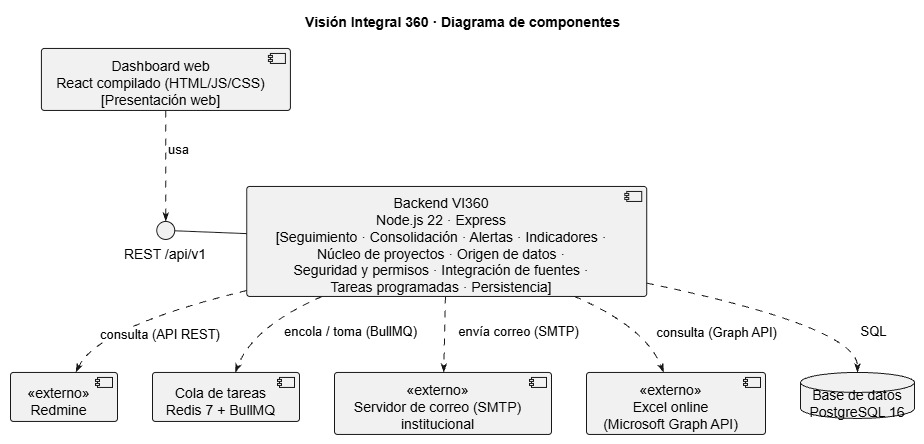 Visión Integral 360 · Diagrama de componentes
Dashboard web
React compilado (HTML/JS/CSS)
[Presentación web]
usa
REST /api/v1
Backend VI360
Node.js 22 · Express
[Seguimiento · Consolidación · Alertas · Indicadores ·
Núcleo de proyectos · Origen de datos ·
Seguridad y permisos · Integración de fuentes ·
Tareas programadas · Persistencia]
consulta (API REST)
encola / toma (BullMQ)
envía correo (SMTP)
consulta (Graph API)
SQL
«externo»
Redmine
Cola de tareas
Redis 7 + BullMQ
«externo»
Servidor de correo (SMTP)
institucional
«externo»
Excel online
(Microsoft Graph API)
Base de datos
PostgreSQL 16